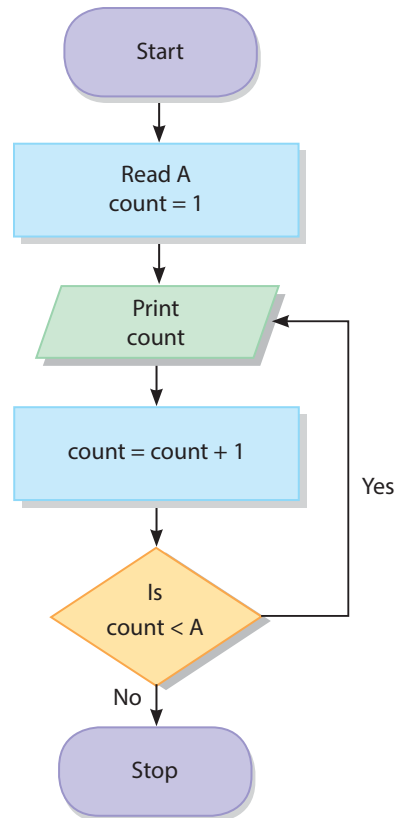 Start
Read A
count = 1
Print
count
count = count + 1
Yes
Is
count < A
No
Stop